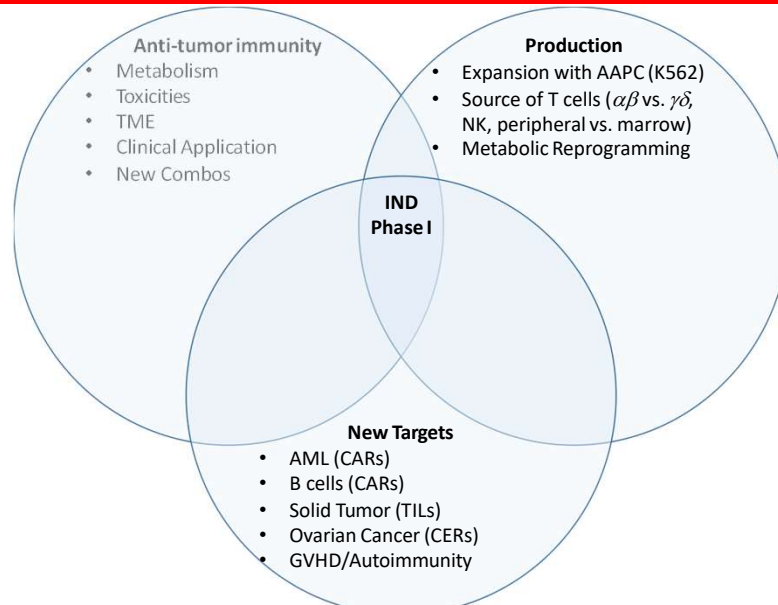 Anti-tumor immunity
• Metabolism
• Toxicities
• TME
• Clinical Application
• New Combos
Production
• Expansion with AAPC (K562)
• Source of T cells (αβ vs. γδ,
NK, peripheral vs. marrow)
• Metabolic Reprogramming
IND
Phase I
New Targets
• AML (CARs)
• B cells (CARs)
• Solid Tumor (TILs)
• Ovarian Cancer (CERs)
• GVHD/Autoimmunity